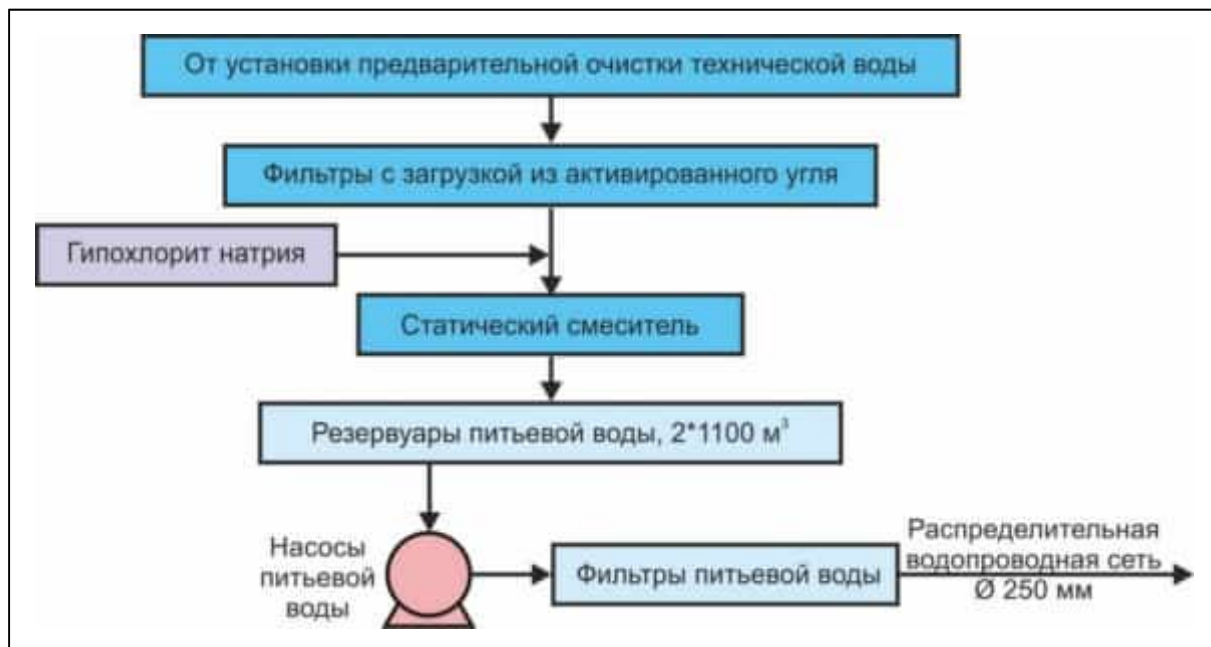 От установки предварительной очистки технической воды
Фильтры с загрузкой из активированного угля
Гипохлорит натрия
Статический смеситель
Резервуары питьевой воды, 2*1100 м³
Насосы
питьевой
воды
Фильтры питьевой воды
Распределительная
водопроводная сеть
Ø 250 мм